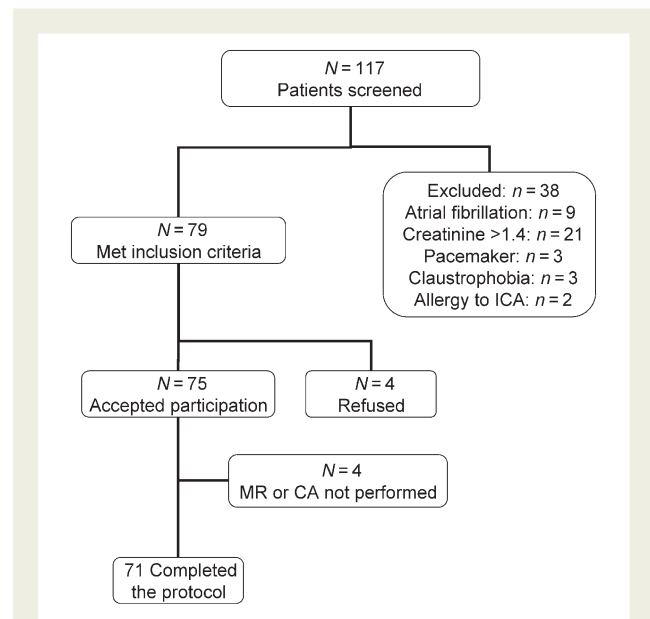 N = 117
Patients screened
Excluded: n = 38
Atrial fibrillation: n = 9
Creatinine >1.4: n = 21
Pacemaker: n = 3
Claustrophobia: n = 3
Allergy to ICA: n = 2
N = 79
Met inclusion criteria
N = 75
Accepted participation
N = 4
Refused
N = 4
MR or CA not performed
71 Completed
the protocol